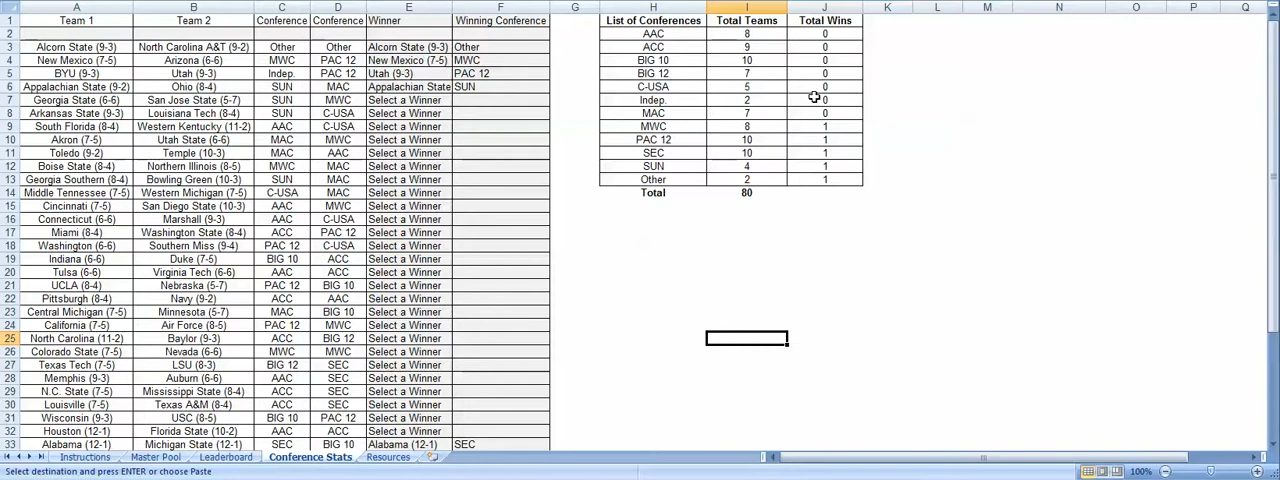 A B C D E F G H I J K L M N O P Q
1 Team 1 Team 2 Conference Conference Winner Winning Conference List of Conferences Total Teams Total Wins
2 AAC 8 0
3 Alcorn State (9-3) North Carolina A&T (9-2) Other Other Alcorn State (9-3) Other ACC 9 0
4 New Mexico (7-5) Arizona (6-6) MWC PAC 12 New Mexico (7-5) MWC BIG 10 10 0
5 BYU (9-3) Utah (9-3) Indep. PAC 12 Utah (9-3) PAC 12 BIG 12 7 0
6 Appalachian State (9-2) Ohio (8-4) SUN MAC Appalachian State SUN C-USA 5 0
7 Georgia State (6-6) San Jose State (5-7) SUN MWC Select a Winner Indep. 2 0
8 Arkansas State (9-3) Louisiana Tech (8-4) SUN C-USA Select a Winner MAC 7 0
9 South Florida (8-4) Western Kentucky (11-2) AAC C-USA Select a Winner MWC 8 1
10 Akron (7-5) Utah State (6-6) MAC MWC Select a Winner PAC 12 10 1
11 Toledo (9-2) Temple (10-3) MAC AAC Select a Winner SEC 10 1
12 Boise State (8-4) Northern Illinois (8-5) MWC MAC Select a Winner SUN 4 1
13 Georgia Southern (8-4) Bowling Green (10-3) SUN MAC Select a Winner Other 2 1
14 Middle Tennessee (7-5) Western Michigan (7-5) C-USA MAC Select a Winner Total 80
15 Cincinnati (7-5) San Diego State (10-3) AAC MWC Select a Winner
16 Connecticut (6-6) Marshall (9-3) AAC C-USA Select a Winner
17 Miami (8-4) Washington State (8-4) ACC PAC 12 Select a Winner
18 Washington (6-6) Southern Miss (9-4) PAC 12 C-USA Select a Winner
19 Indiana (6-6) Duke (7-5) BIG 10 ACC Select a Winner
20 Tulsa (6-6) Virginia Tech (6-6) AAC ACC Select a Winner
21 UCLA (8-4) Nebraska (5-7) PAC 12 BIG 10 Select a Winner
22 Pittsburgh (8-4) Navy (9-2) ACC AAC Select a Winner
23 Central Michigan (7-5) Minnesota (5-7) MAC BIG 10 Select a Winner
24 California (7-5) Air Force (8-5) PAC 12 MWC Select a Winner
25 North Carolina (11-2) Baylor (9-3) ACC BIG 12 Select a Winner
26 Colorado State (7-5) Nevada (6-6) MWC MWC Select a Winner
27 Texas Tech (7-5) LSU (8-3) BIG 12 SEC Select a Winner
28 Memphis (9-3) Auburn (6-6) AAC SEC Select a Winner
29 N.C. State (7-5) Mississippi State (8-4) ACC SEC Select a Winner
30 Louisville (7-5) Texas A&M (8-4) ACC SEC Select a Winner
31 Wisconsin (9-3) USC (8-5) BIG 10 PAC 12 Select a Winner
32 Houston (12-1) Florida State (10-2) AAC ACC Select a Winner
33 Alabama (12-1) Michigan State (12-1) SEC BIG 10 Alabama (12-1) SEC
Instructions Master Pool Leaderboard Conference Stats Resources
Select destination and press ENTER or choose Paste 100%